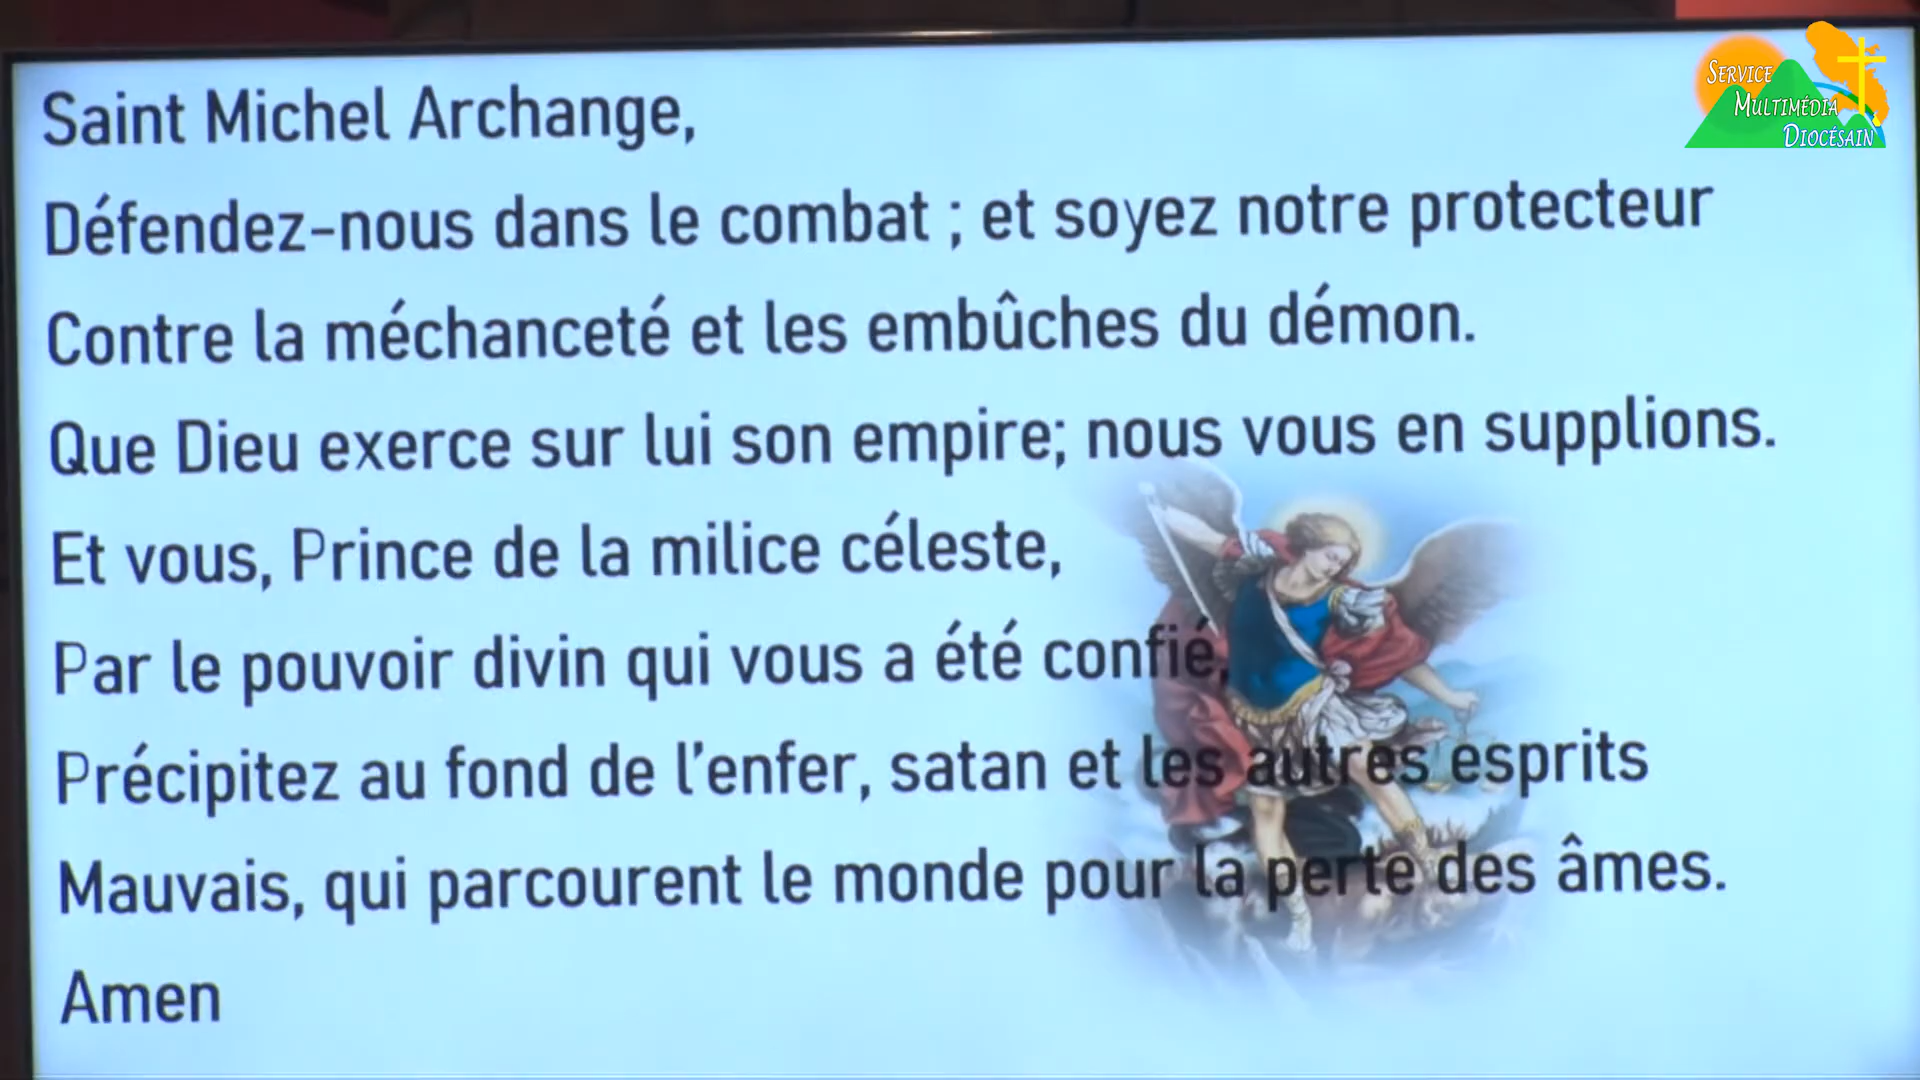 Service
Multimédia
Diocésain
Saint Michel Archange,
Défendez-nous dans le combat ; et soyez notre protecteur
Contre la méchanceté et les embûches du démon.
Que Dieu exerce sur lui son empire; nous vous en supplions.
Et vous, Prince de la milice céleste,
Par le pouvoir divin qui vous a été confié,
Précipitez au fond de l'enfer, satan et les autres esprits
Mauvais, qui parcourent le monde pour la perte des âmes.
Amen